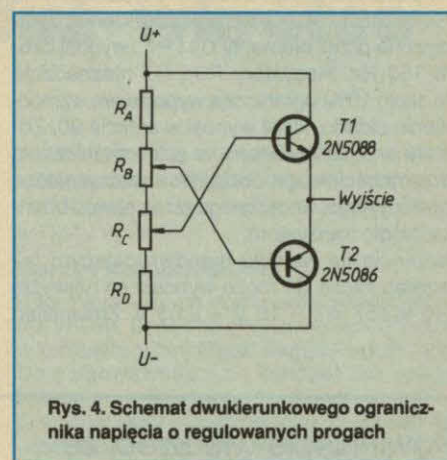 U+
R_A
T1
2N5088
R_B
Wyjście
R_C
T2
2N5086
R_D
U−
Rys. 4. Schemat dwukierunkowego ogranicz-
nika napięcia o regulowanych progach